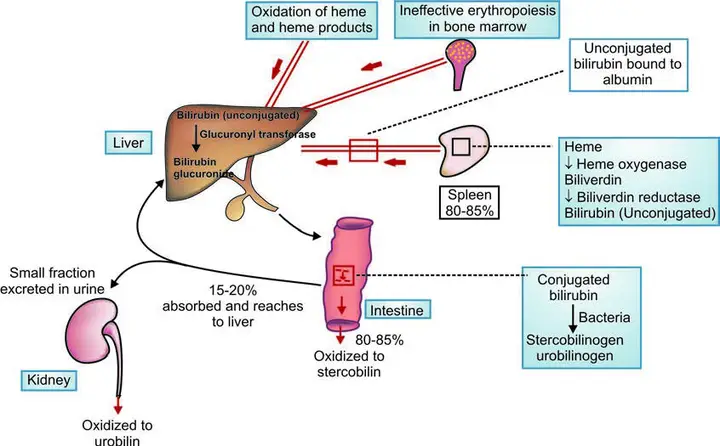 Oxidation of heme
and heme products
Ineffective erythropoiesis
in bone marrow
Unconjugated
bilirubin bound to
albumin
Liver
Bilirubin (unconjugated)
Glucuronyl transferase
Bilirubin
glucuronide
Spleen
80-85%
Heme
↓ Heme oxygenase
Biliverdin
↓ Biliverdin reductase
Bilirubin (Unconjugated)
Small fraction
excreted in urine
15-20%
absorbed and reaches
to liver
Intestine
80-85%
Oxidized to
stercobilin
Conjugated
bilirubin
Bacteria
Stercobilinogen
urobilinogen
Kidney
Oxidized to
urobilin